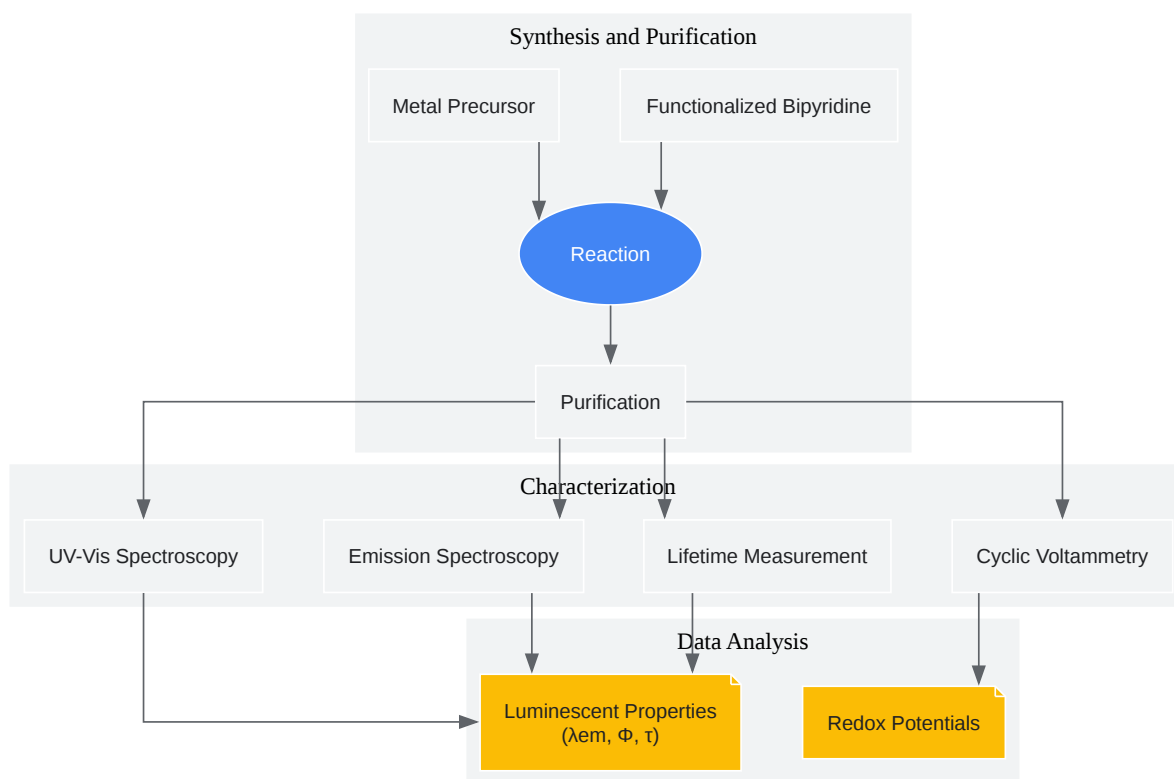 Synthesis and Purification
Metal Precursor
Functionalized Bipyridine
Reaction
Purification
Characterization
UV-Vis Spectroscopy
Emission Spectroscopy
Lifetime Measurement
Cyclic Voltammetry
Data Analysis
Luminescent Properties
(λem, Φ, τ)
Redox Potentials